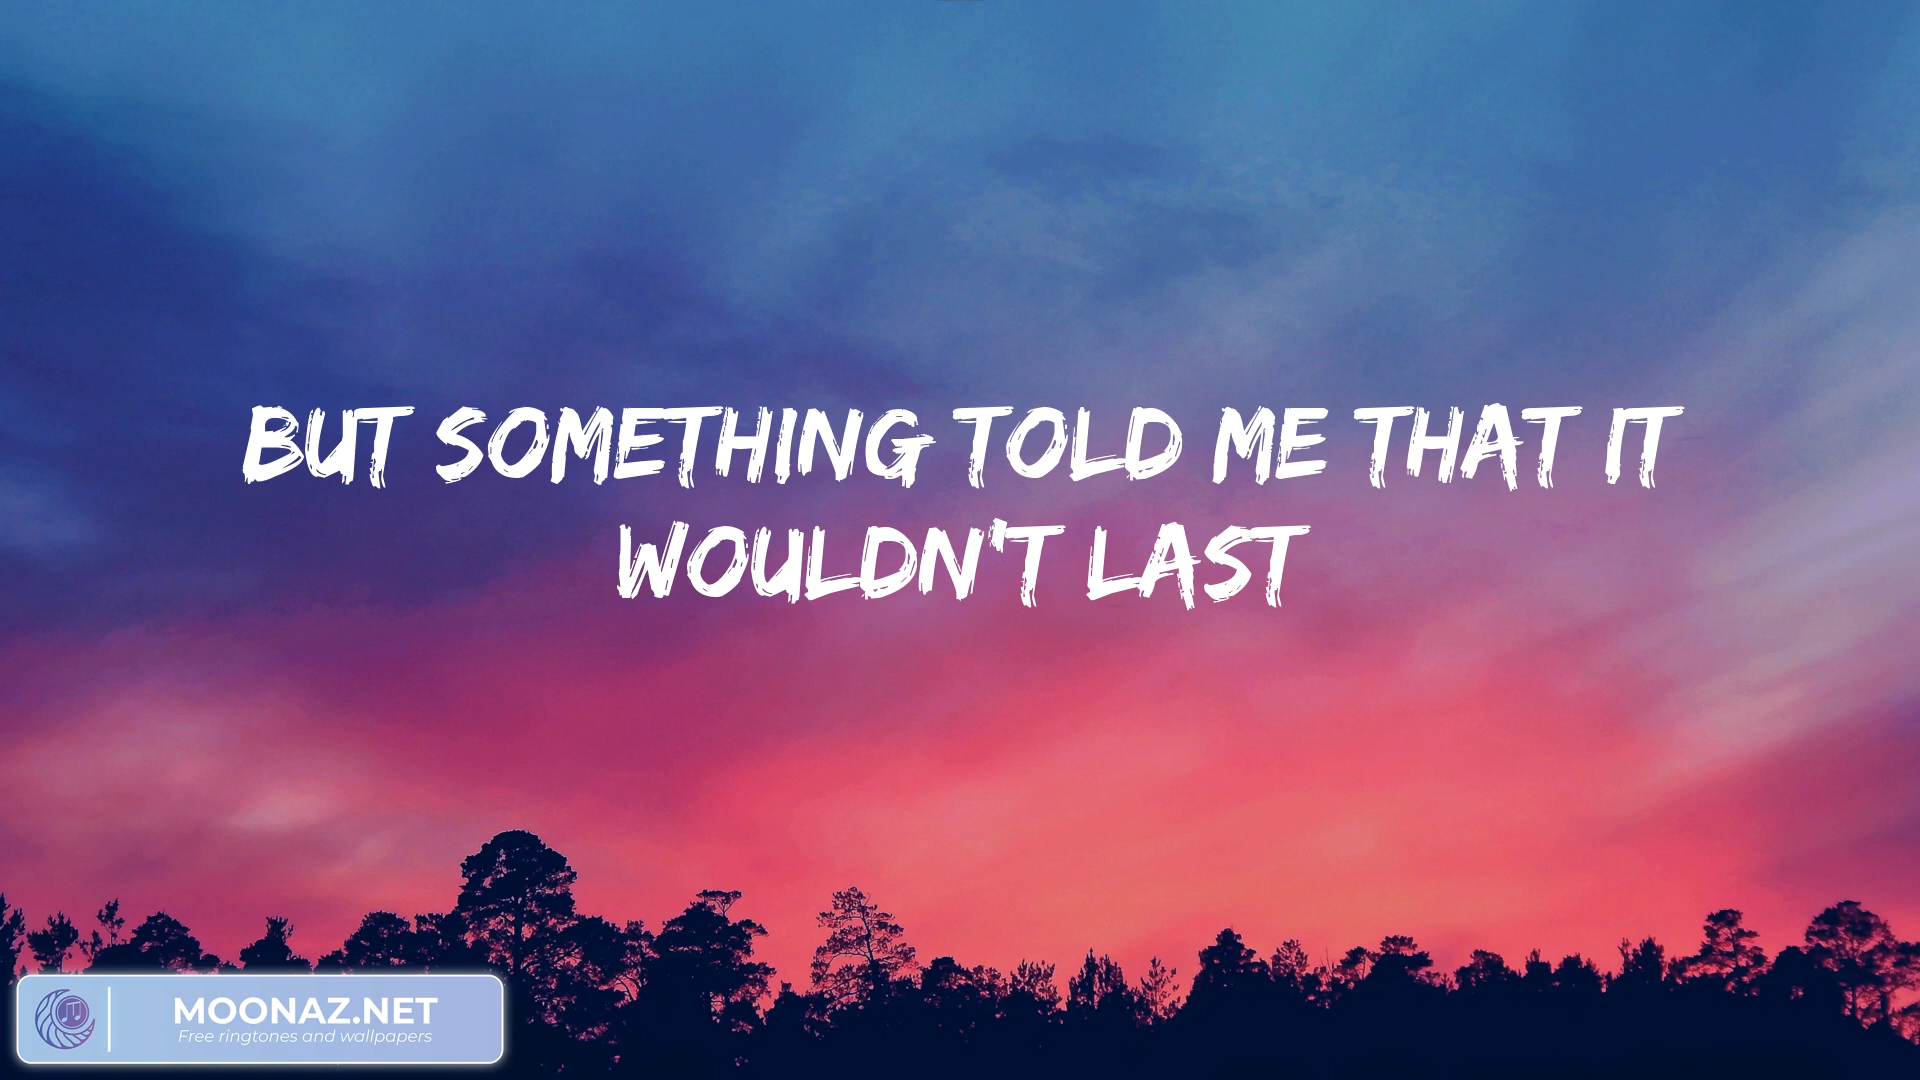 BUT SOMETHING TOLD ME THAT IT
WOULDN'T LAST
MOONAZ.NET
Free ringtones and wallpapers